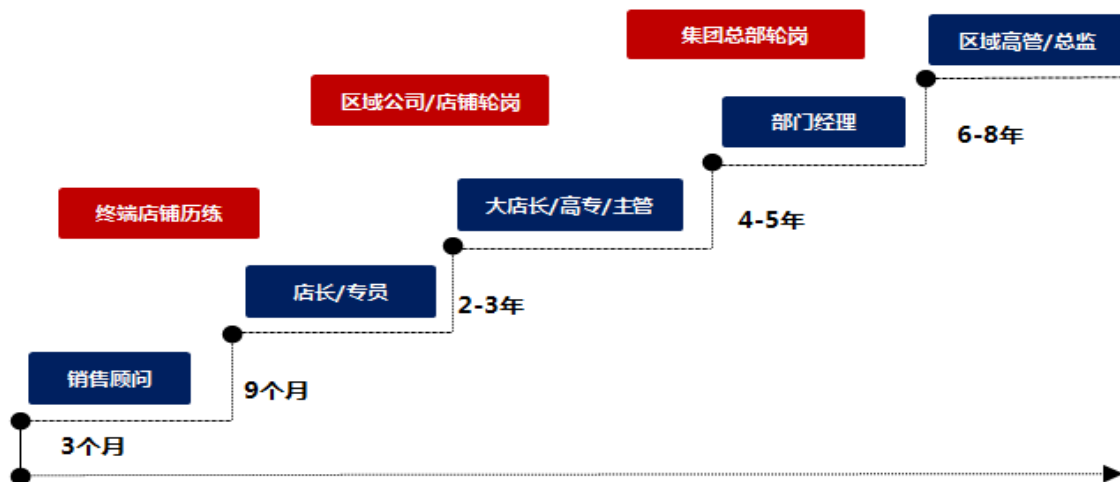 集团总部轮岗
区域高管/总监
区域公司/店铺轮岗
部门经理
6-8年
终端店铺历练
大店长/高专/主管
4-5年
店长/专员
2-3年
销售顾问
9个月
3个月